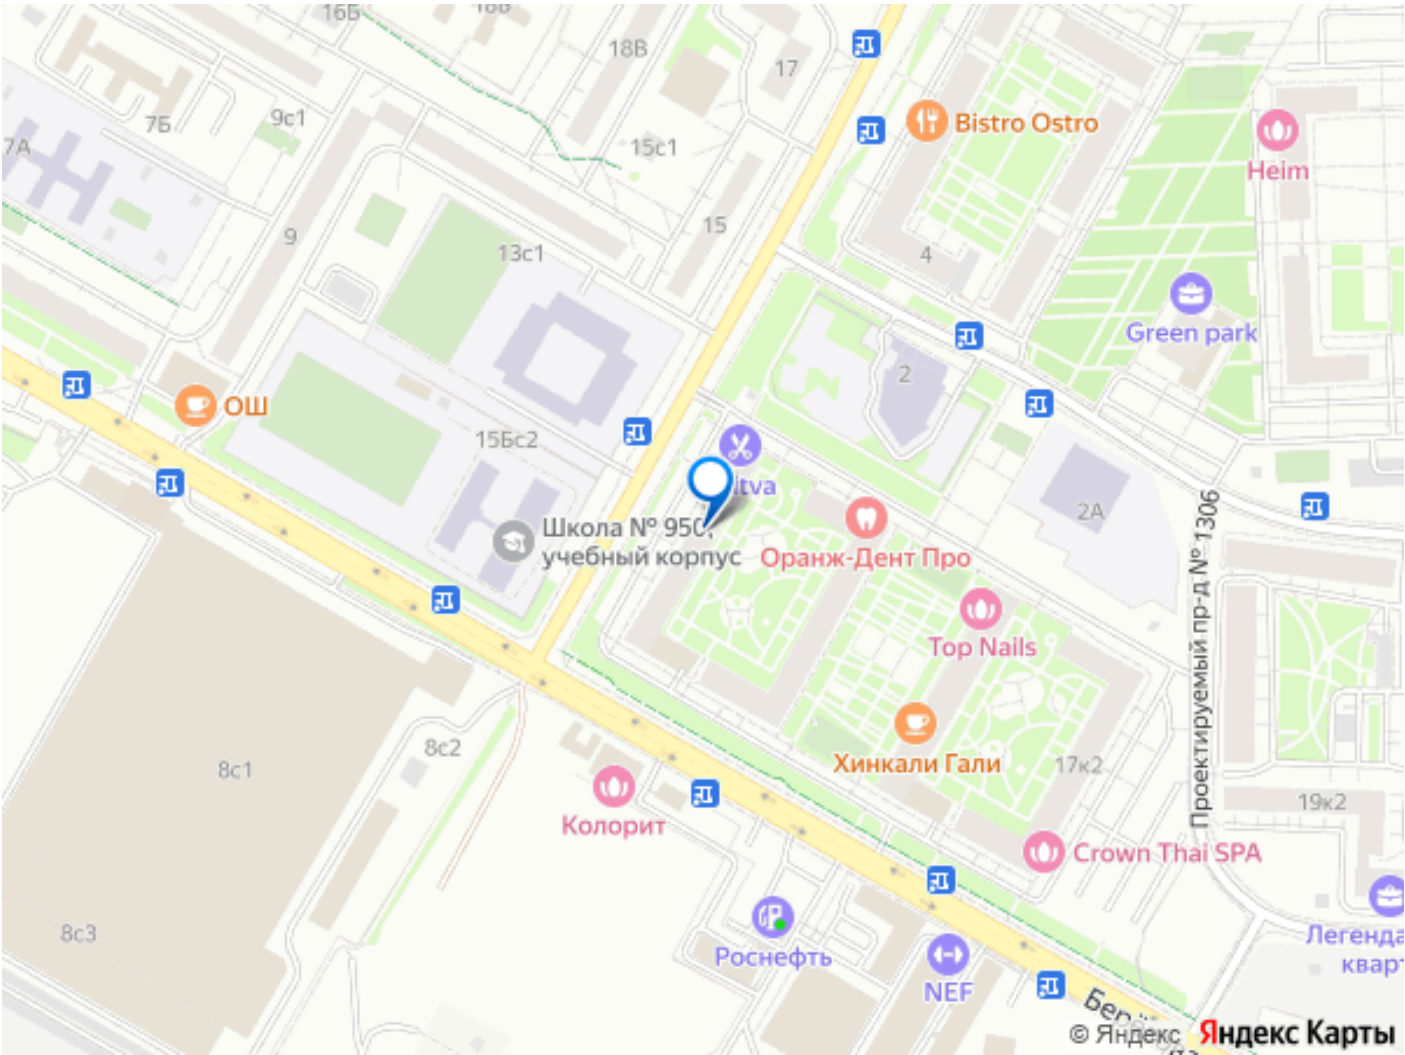 16Б
18В
17
Bistro Ostro
Heim
9с1
7Б
7А
15с1
15
9
13с1
4
Green park
2
ОШ
15Бс2
2А
Школа № 950,
учебный корпус
Оранж-Дент Про
Проектируемый пр-д № 1306
Top Nails
Хинкали Гали
17к2
8с2
8с1
19к2
Колорит
Crown Thai SPA
8с3
Роснефть
NEF
© Яндекс
Яндекс Карты